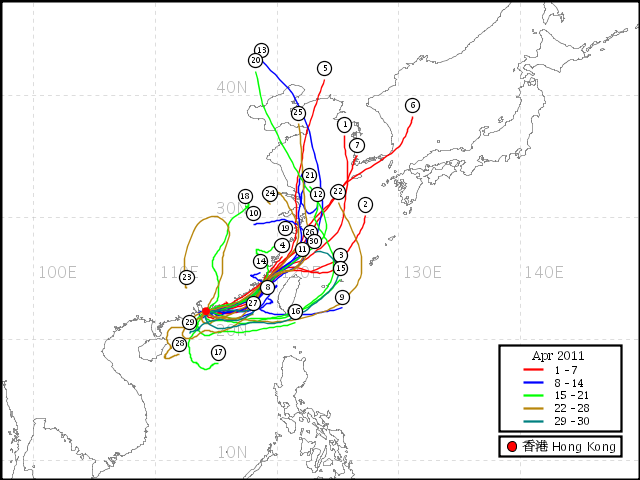 13
20
5
40N
6
25
1
7
21
18
24
12
22
2
30N
10
19
26
4
30
11
3
14
15
100E
110E
120E
130E
140E
23
8
9
27
16
29
20N
28
17
10N
Apr 2011
1 - 7
8 - 14
15 - 21
22 - 28
29 - 30
香港 Hong Kong